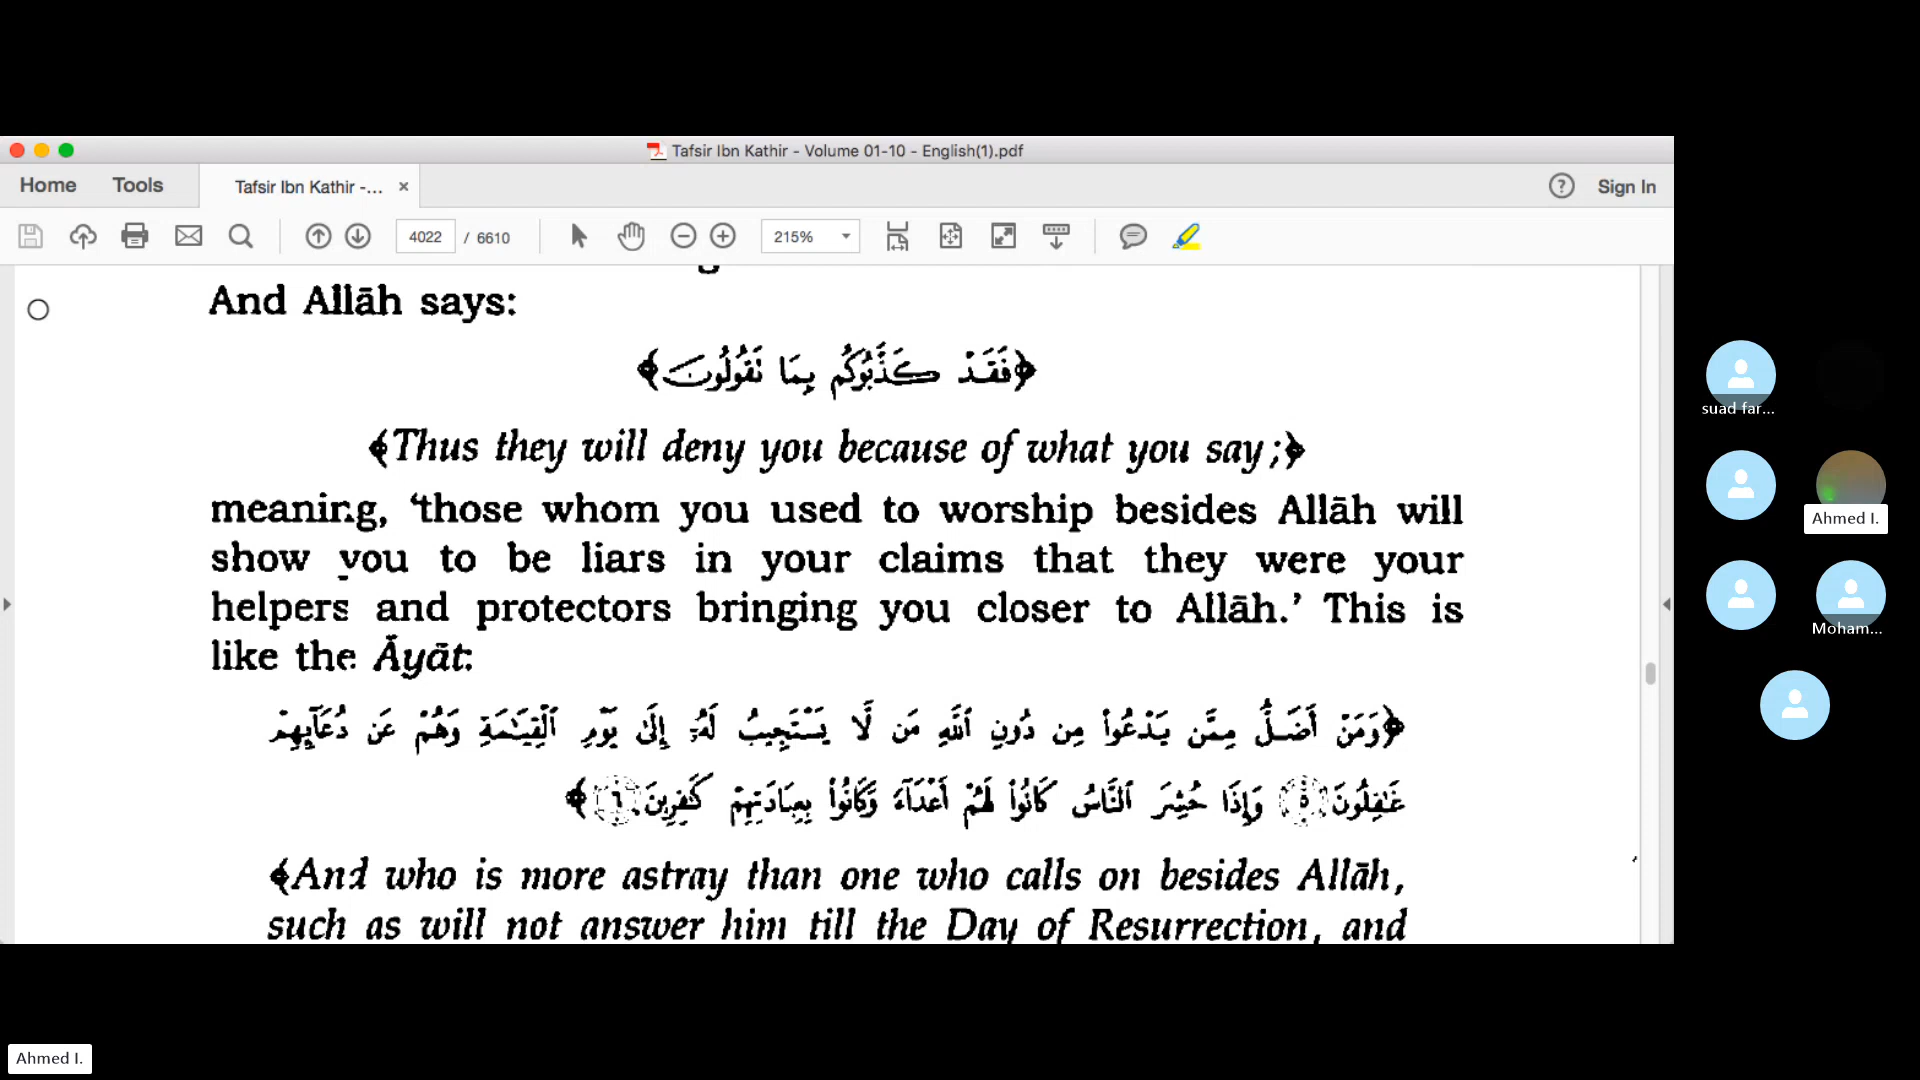 Tafsir Ibn Kathir - Volume 01-10 - English(1).pdf
Home Tools Tafsir Ibn Kathir -... × ? Sign In
4022 / 6610 215%
And Allāh says:
﴿فَقَدْ كَذَّبُوكُم بِمَا تَقُولُونَ﴾
﴾Thus they will deny you because of what you say;﴿
meaning, ‘those whom you used to worship besides Allāh will
show you to be liars in your claims that they were your
helpers and protectors bringing you closer to Allāh.’ This is
like the Āyāt:
﴿وَمَنْ أَضَلُّ مِمَّن يَدْعُوا۟ مِن دُونِ ٱللَّهِ مَن لَّا يَسْتَجِيبُ لَهُۥٓ إِلَىٰ يَوْمِ ٱلْقِيَـٰمَةِ وَهُمْ عَن دُعَآئِهِمْ
غَـٰفِلُونَ ٥ وَإِذَا حُشِرَ ٱلنَّاسُ كَانُوا۟ لَهُمْ أَعْدَآءً وَكَانُوا۟ بِعِبَادَتِهِمْ كَـٰفِرِينَ ٦﴾
﴾And who is more astray than one who calls on besides Allāh,
such as will not answer him till the Day of Resurrection, and
suad far...
Ahmed I.
Moham...
Ahmed I.